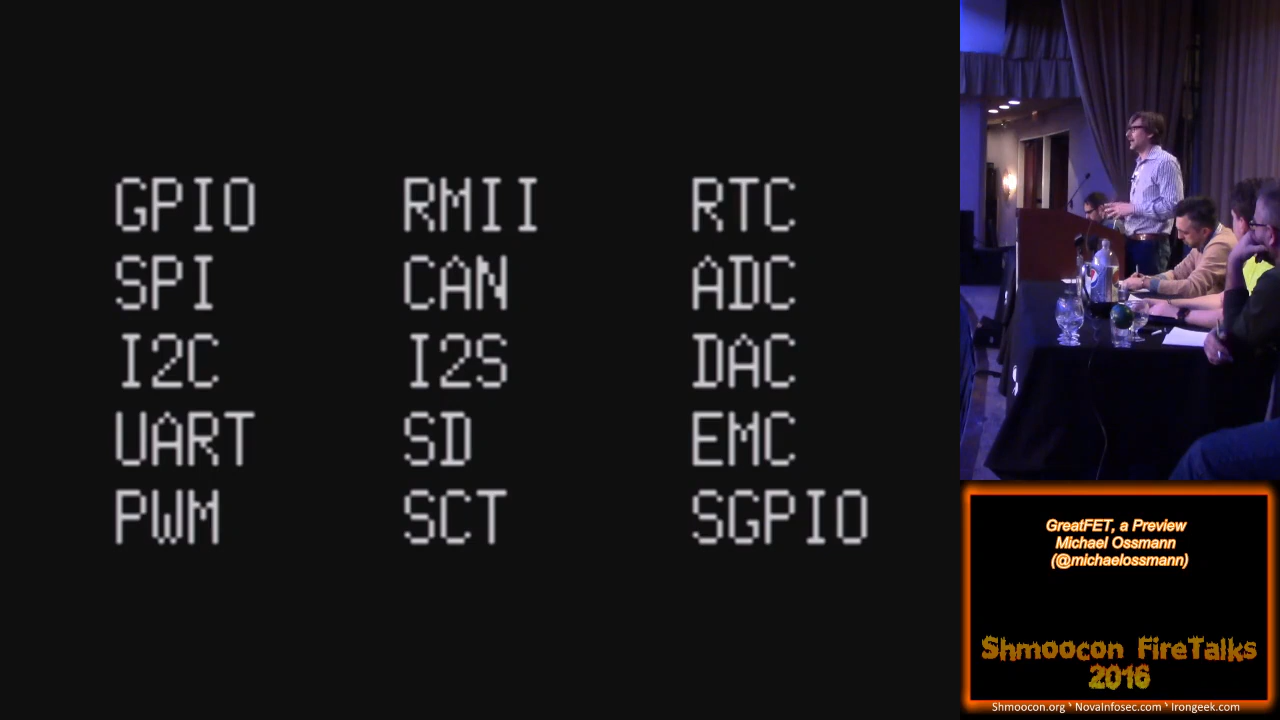 GPIO RMII RTC
SPI CAN ADC
I2C I2S DAC
UART SD EMC
PWM SCT SGPIO
GreatFET, a Preview
Michael Ossmann
(@michaelossmann)
Shmoocon FireTalks
2016
Shmoocon.org ` NovaInfosec.com ` Irongeek.com